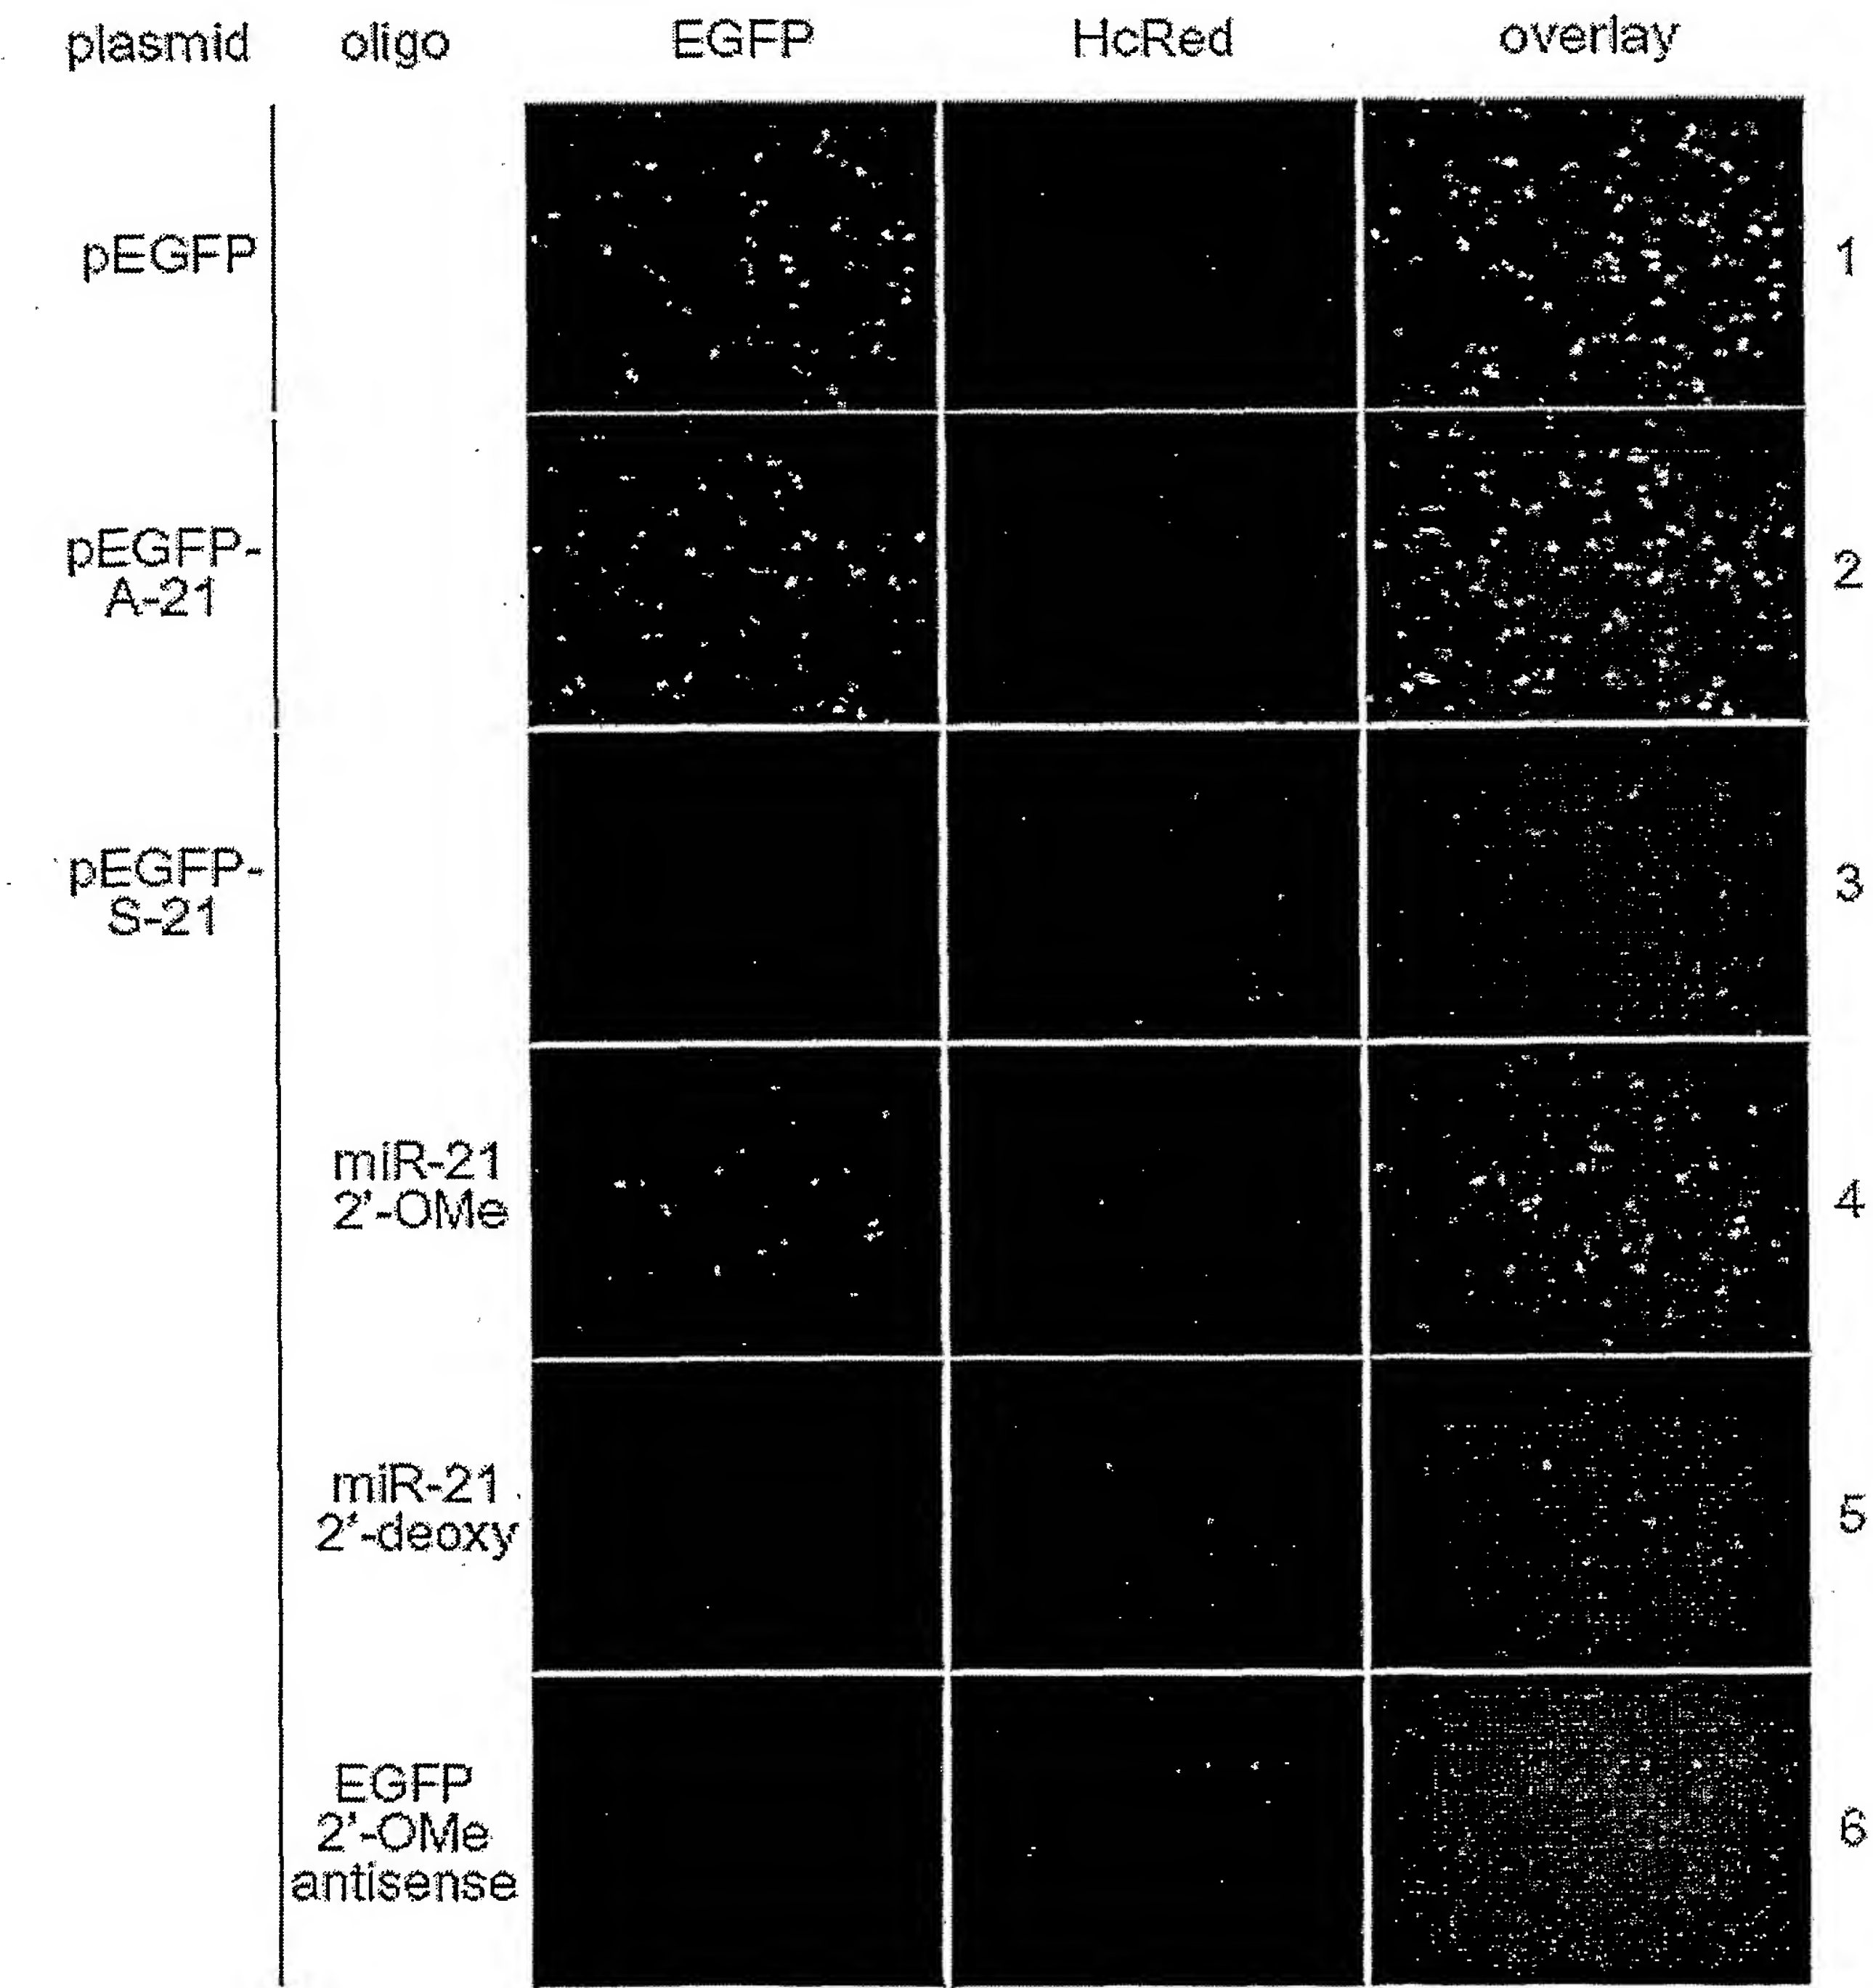 plasmid oligo EGFP HcRed overlay
pEGFP 1
pEGFP-
A-21
2
pEGFP-
S-21
3
miR-21
2'-OMe
4
miR-21
2'-deoxy
5
EGFP
2'-OMe
antisense
6